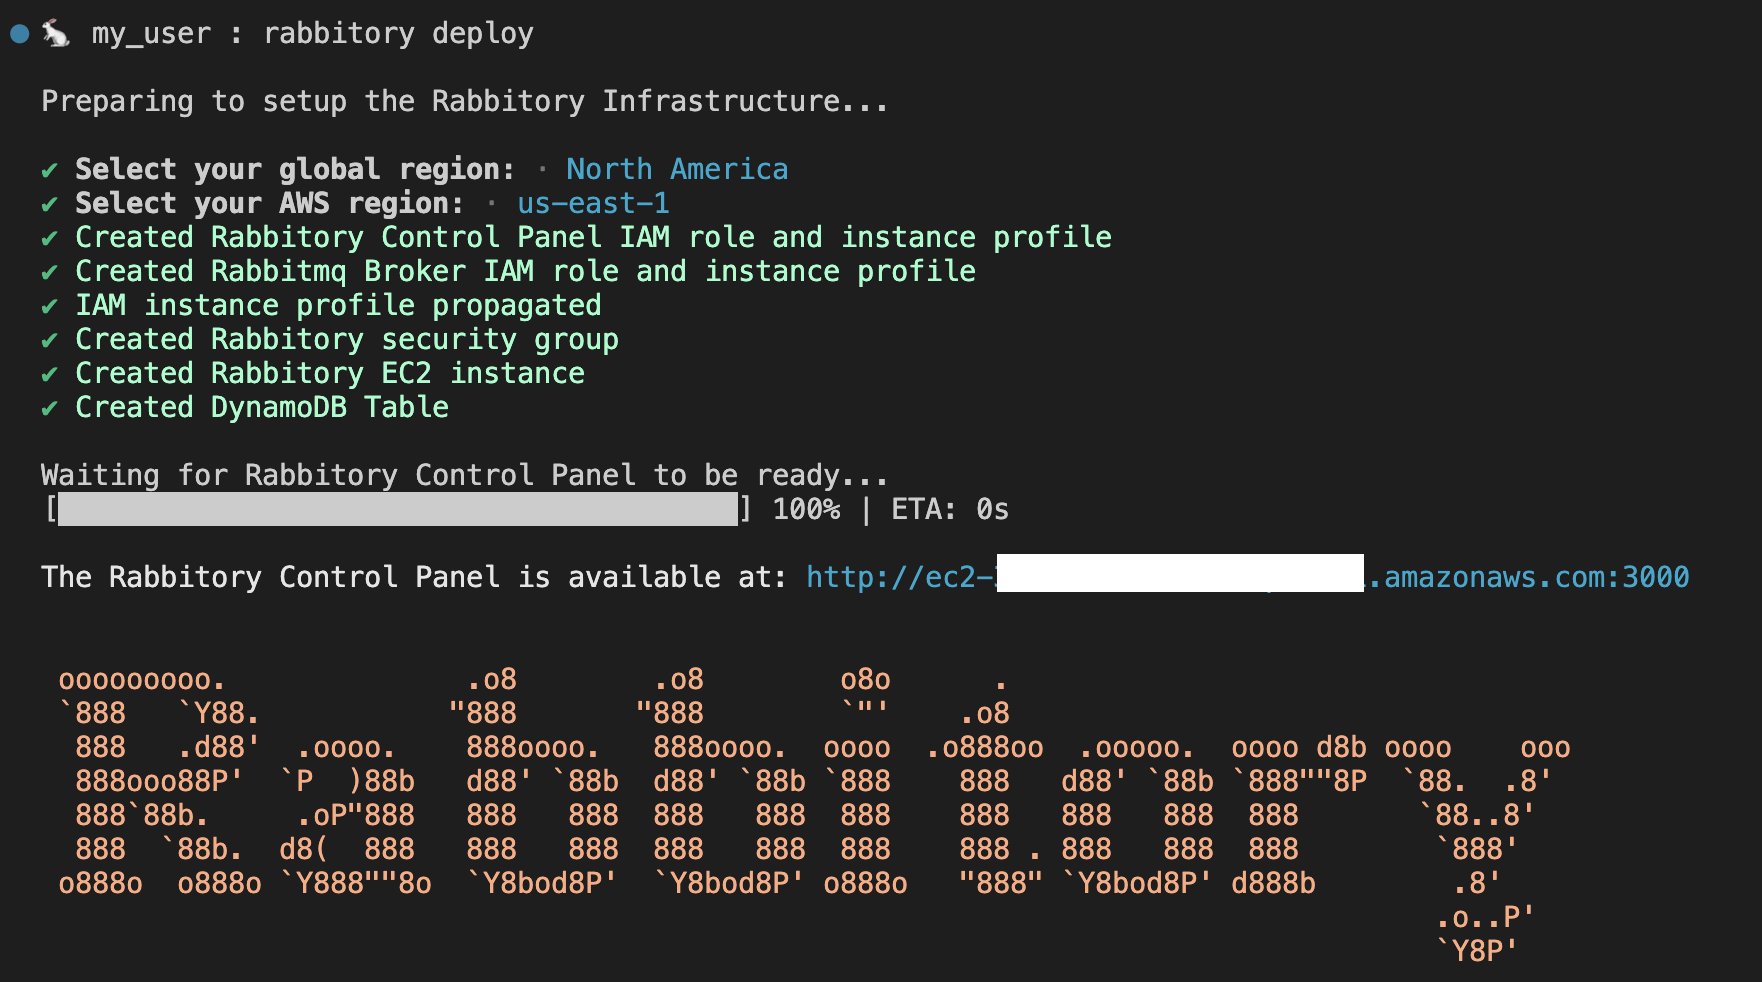 my_user : rabbitory deploy
Preparing to setup the Rabbitory Infrastructure...
✔ Select your global region: · North America
✔ Select your AWS region: · us-east-1
✔ Created Rabbitory Control Panel IAM role and instance profile
✔ Created Rabbitmq Broker IAM role and instance profile
✔ IAM instance profile propagated
✔ Created Rabbitory security group
✔ Created Rabbitory EC2 instance
✔ Created DynamoDB Table
Waiting for Rabbitory Control Panel to be ready...
[ ] 100% | ETA: 0s
The Rabbitory Control Panel is available at: http://ec2- .amazonaws.com:3000
 ooooooooo.              .o8        .o8        o8o      .
 `888   `Y88.           "888       "888        `"'    .o8
  888   .d88'  .oooo.    888oooo.   888oooo.  oooo  .o888oo  .ooooo.  oooo d8b oooo    ooo
  888ooo88P'  `P  )88b   d88' `88b  d88' `88b `888    888   d88' `88b `888""8P  `88.  .8'
  888`88b.     .oP"888   888   888  888   888  888    888   888   888  888       `88..8'
  888  `88b.  d8(  888   888   888  888   888  888    888 . 888   888  888        `888'
 o888o  o888o `Y888""8o  `Y8bod8P'  `Y8bod8P' o888o   "888" `Y8bod8P' d888b        .8'
                                                                                  .o..P'
                                                                                  `Y8P'